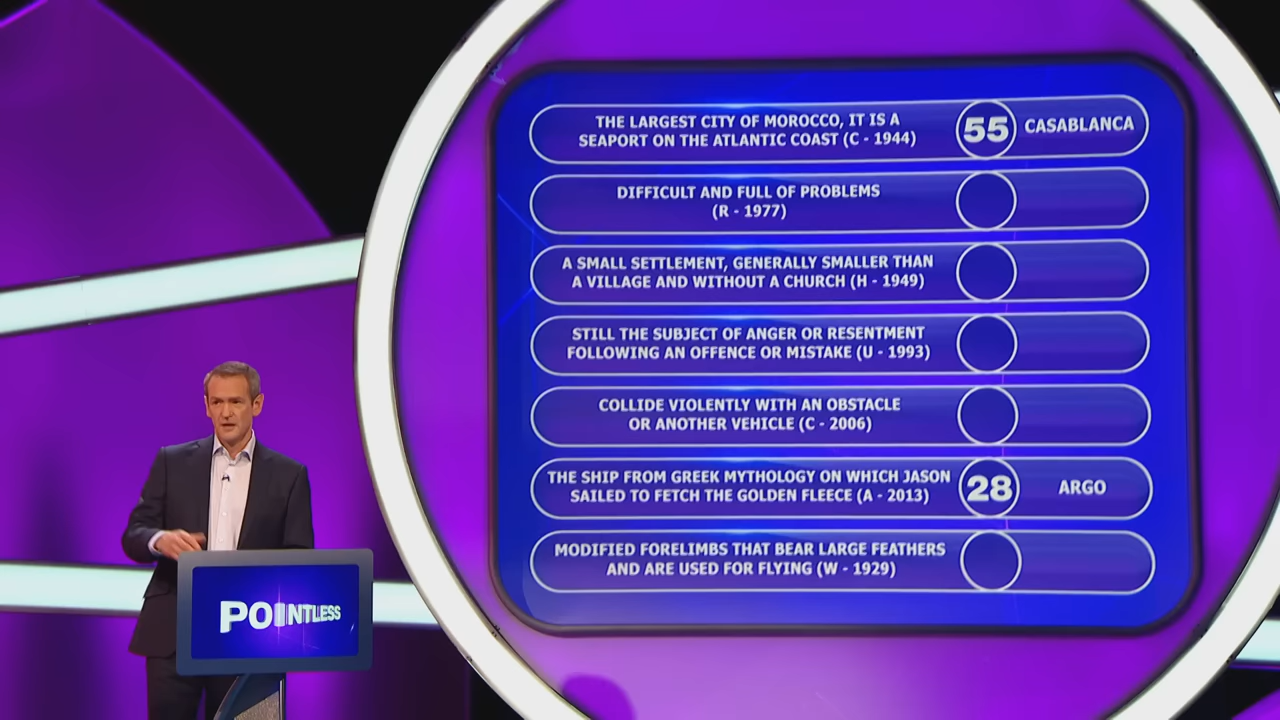 THE LARGEST CITY OF MOROCCO, IT IS A
SEAPORT ON THE ATLANTIC COAST (C - 1944)
55 CASABLANCA
DIFFICULT AND FULL OF PROBLEMS
(R - 1977)
A SMALL SETTLEMENT, GENERALLY SMALLER THAN
A VILLAGE AND WITHOUT A CHURCH (H - 1949)
STILL THE SUBJECT OF ANGER OR RESENTMENT
FOLLOWING AN OFFENCE OR MISTAKE (U - 1993)
COLLIDE VIOLENTLY WITH AN OBSTACLE
OR ANOTHER VEHICLE (C - 2006)
THE SHIP FROM GREEK MYTHOLOGY ON WHICH JASON
SAILED TO FETCH THE GOLDEN FLEECE (A - 2013)
28 ARGO
MODIFIED FORELIMBS THAT BEAR LARGE FEATHERS
AND ARE USED FOR FLYING (W - 1929)
POINTLESS